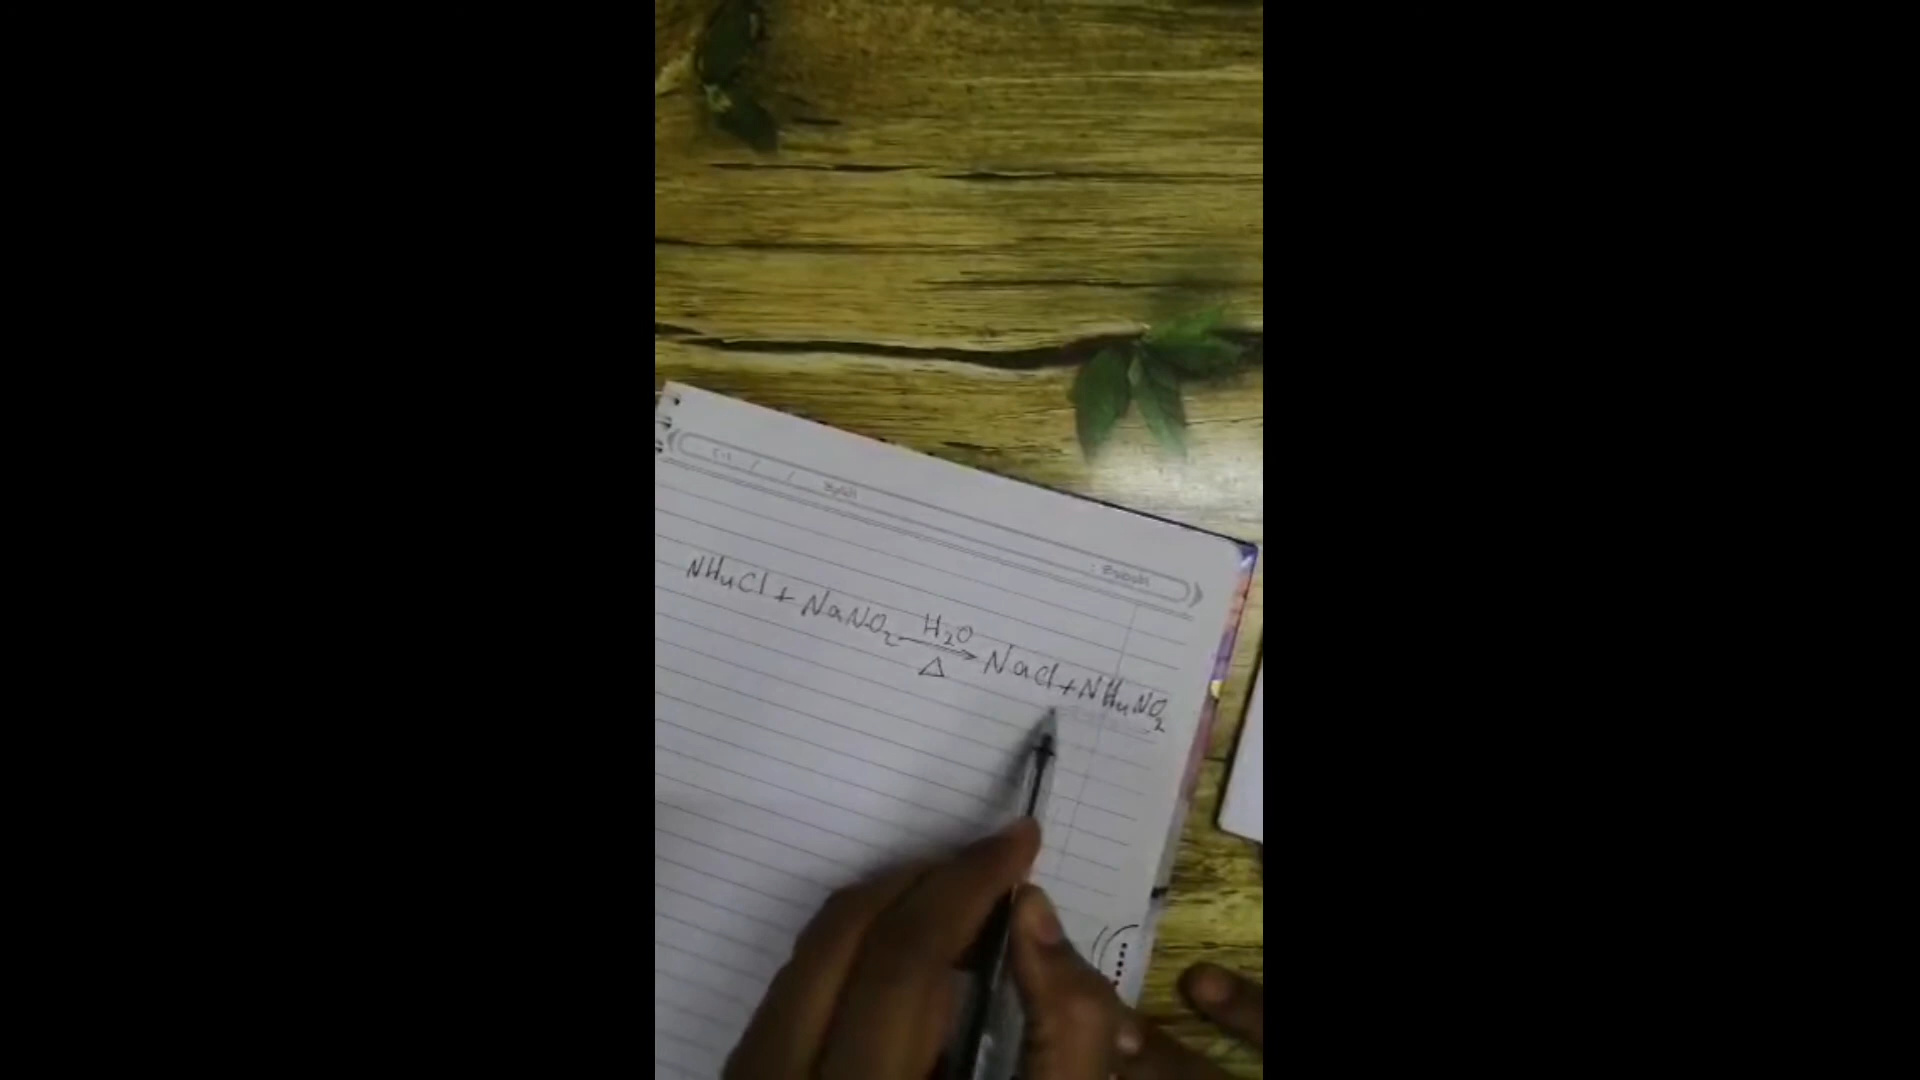 NH₄Cl + NaNO₂ —H₂O/Δ→ NaCl + NH₄NO₂